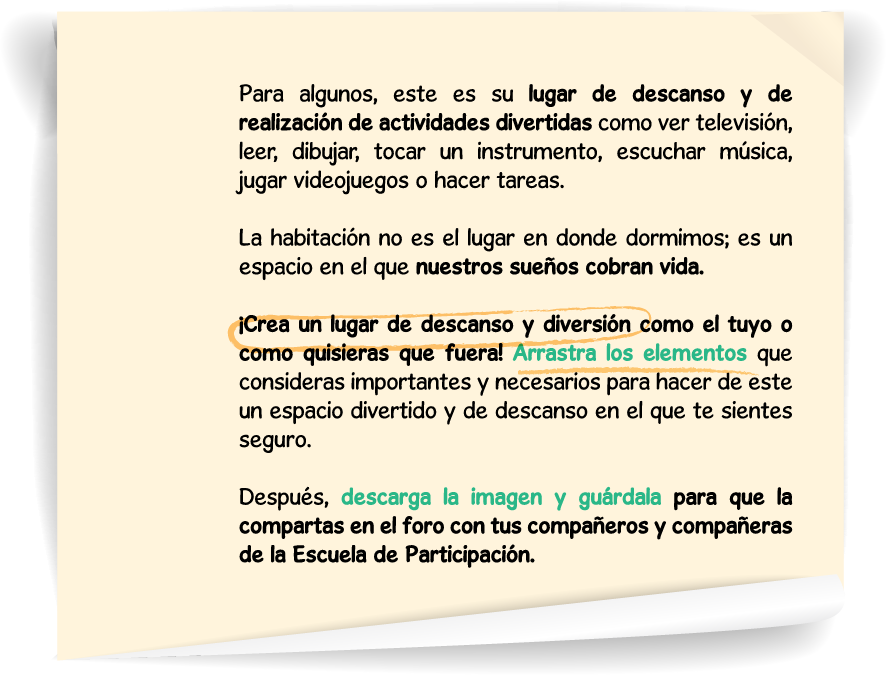 Para algunos, este es su lugar de descanso y de
realización de actividades divertidas como ver televisión,
leer, dibujar, tocar un instrumento, escuchar música,
jugar videojuegos o hacer tareas.
La habitación no es el lugar en donde dormimos; es un
espacio en el que nuestros sueños cobran vida.
¡Crea un lugar de descanso y diversión como el tuyo o
como quisieras que fuera! Arrastra los elementos que
consideras importantes y necesarios para hacer de este
un espacio divertido y de descanso en el que te sientes
seguro.
Después, descarga la imagen y guárdala para que la
compartas en el foro con tus compañeros y compañeras
de la Escuela de Participación.